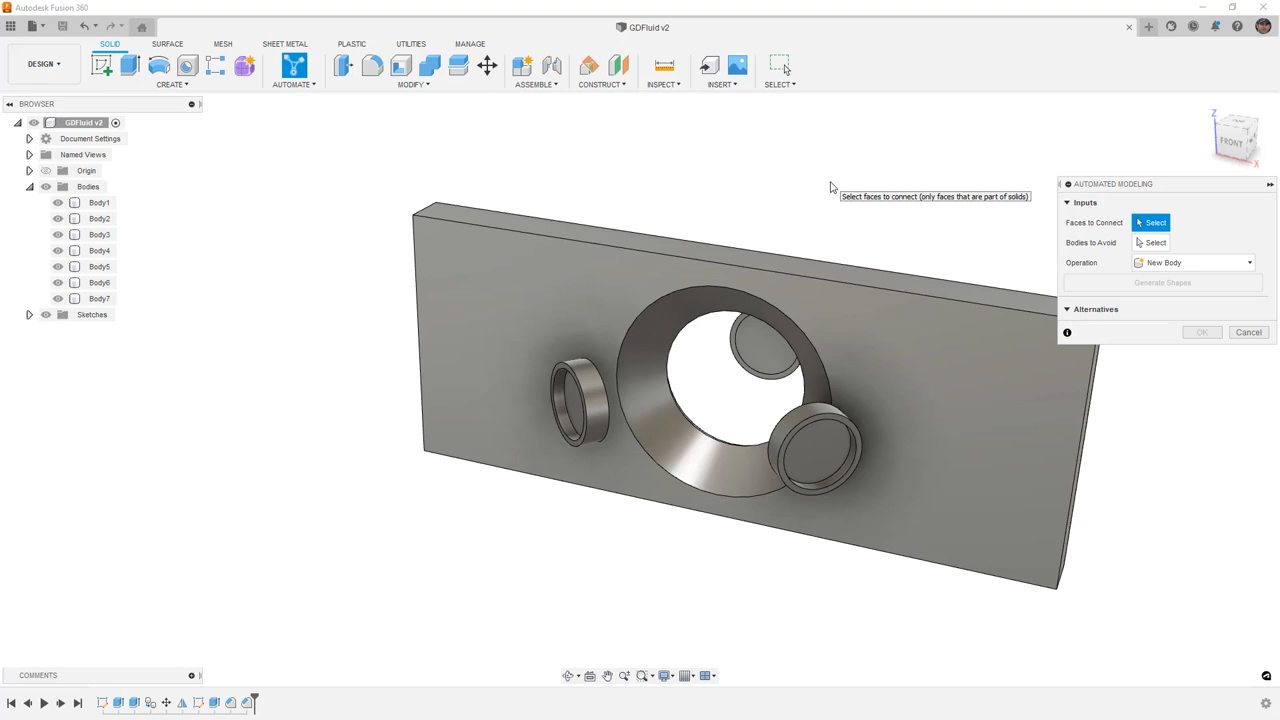 Autodesk Fusion 360
GDFluid v2
SOLID SURFACE MESH SHEET METAL PLASTIC UTILITIES MANAGE
DESIGN
CREATE AUTOMATE MODIFY ASSEMBLE CONSTRUCT INSPECT INSERT SELECT
BROWSER
GDFluid v2
Document Settings
Named Views
Origin
Bodies
Body1
Body2
Body3
Body4
Body5
Body6
Body7
Sketches
Select faces to connect (only faces that are part of solids)
Z
FRONT
X
AUTOMATED MODELING
Inputs
Faces to Connect Select
Bodies to Avoid Select
Operation New Body
Generate Shapes
Alternatives
OK Cancel
COMMENTS